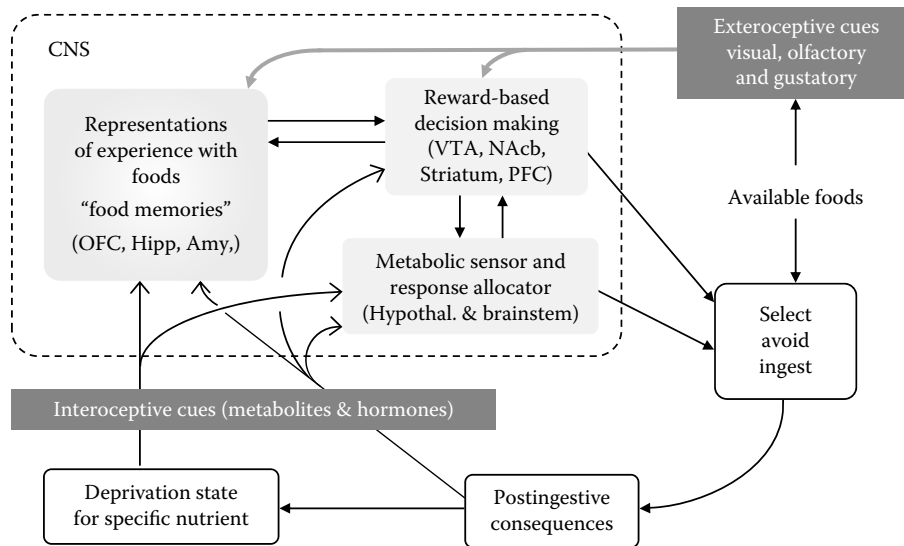 CNS
Exteroceptive cues
visual, olfactory
and gustatory
Representations
of experience with
foods
“food memories”
(OFC, Hipp, Amy,)
Reward-based
decision making
(VTA, NAcb,
Striatum, PFC)
Available foods
Metabolic sensor and
response allocator
(Hypothal. & brainstem)
Select
avoid
ingest
Interoceptive cues (metabolites & hormones)
Deprivation state
for specific nutrient
Postingestive
consequences